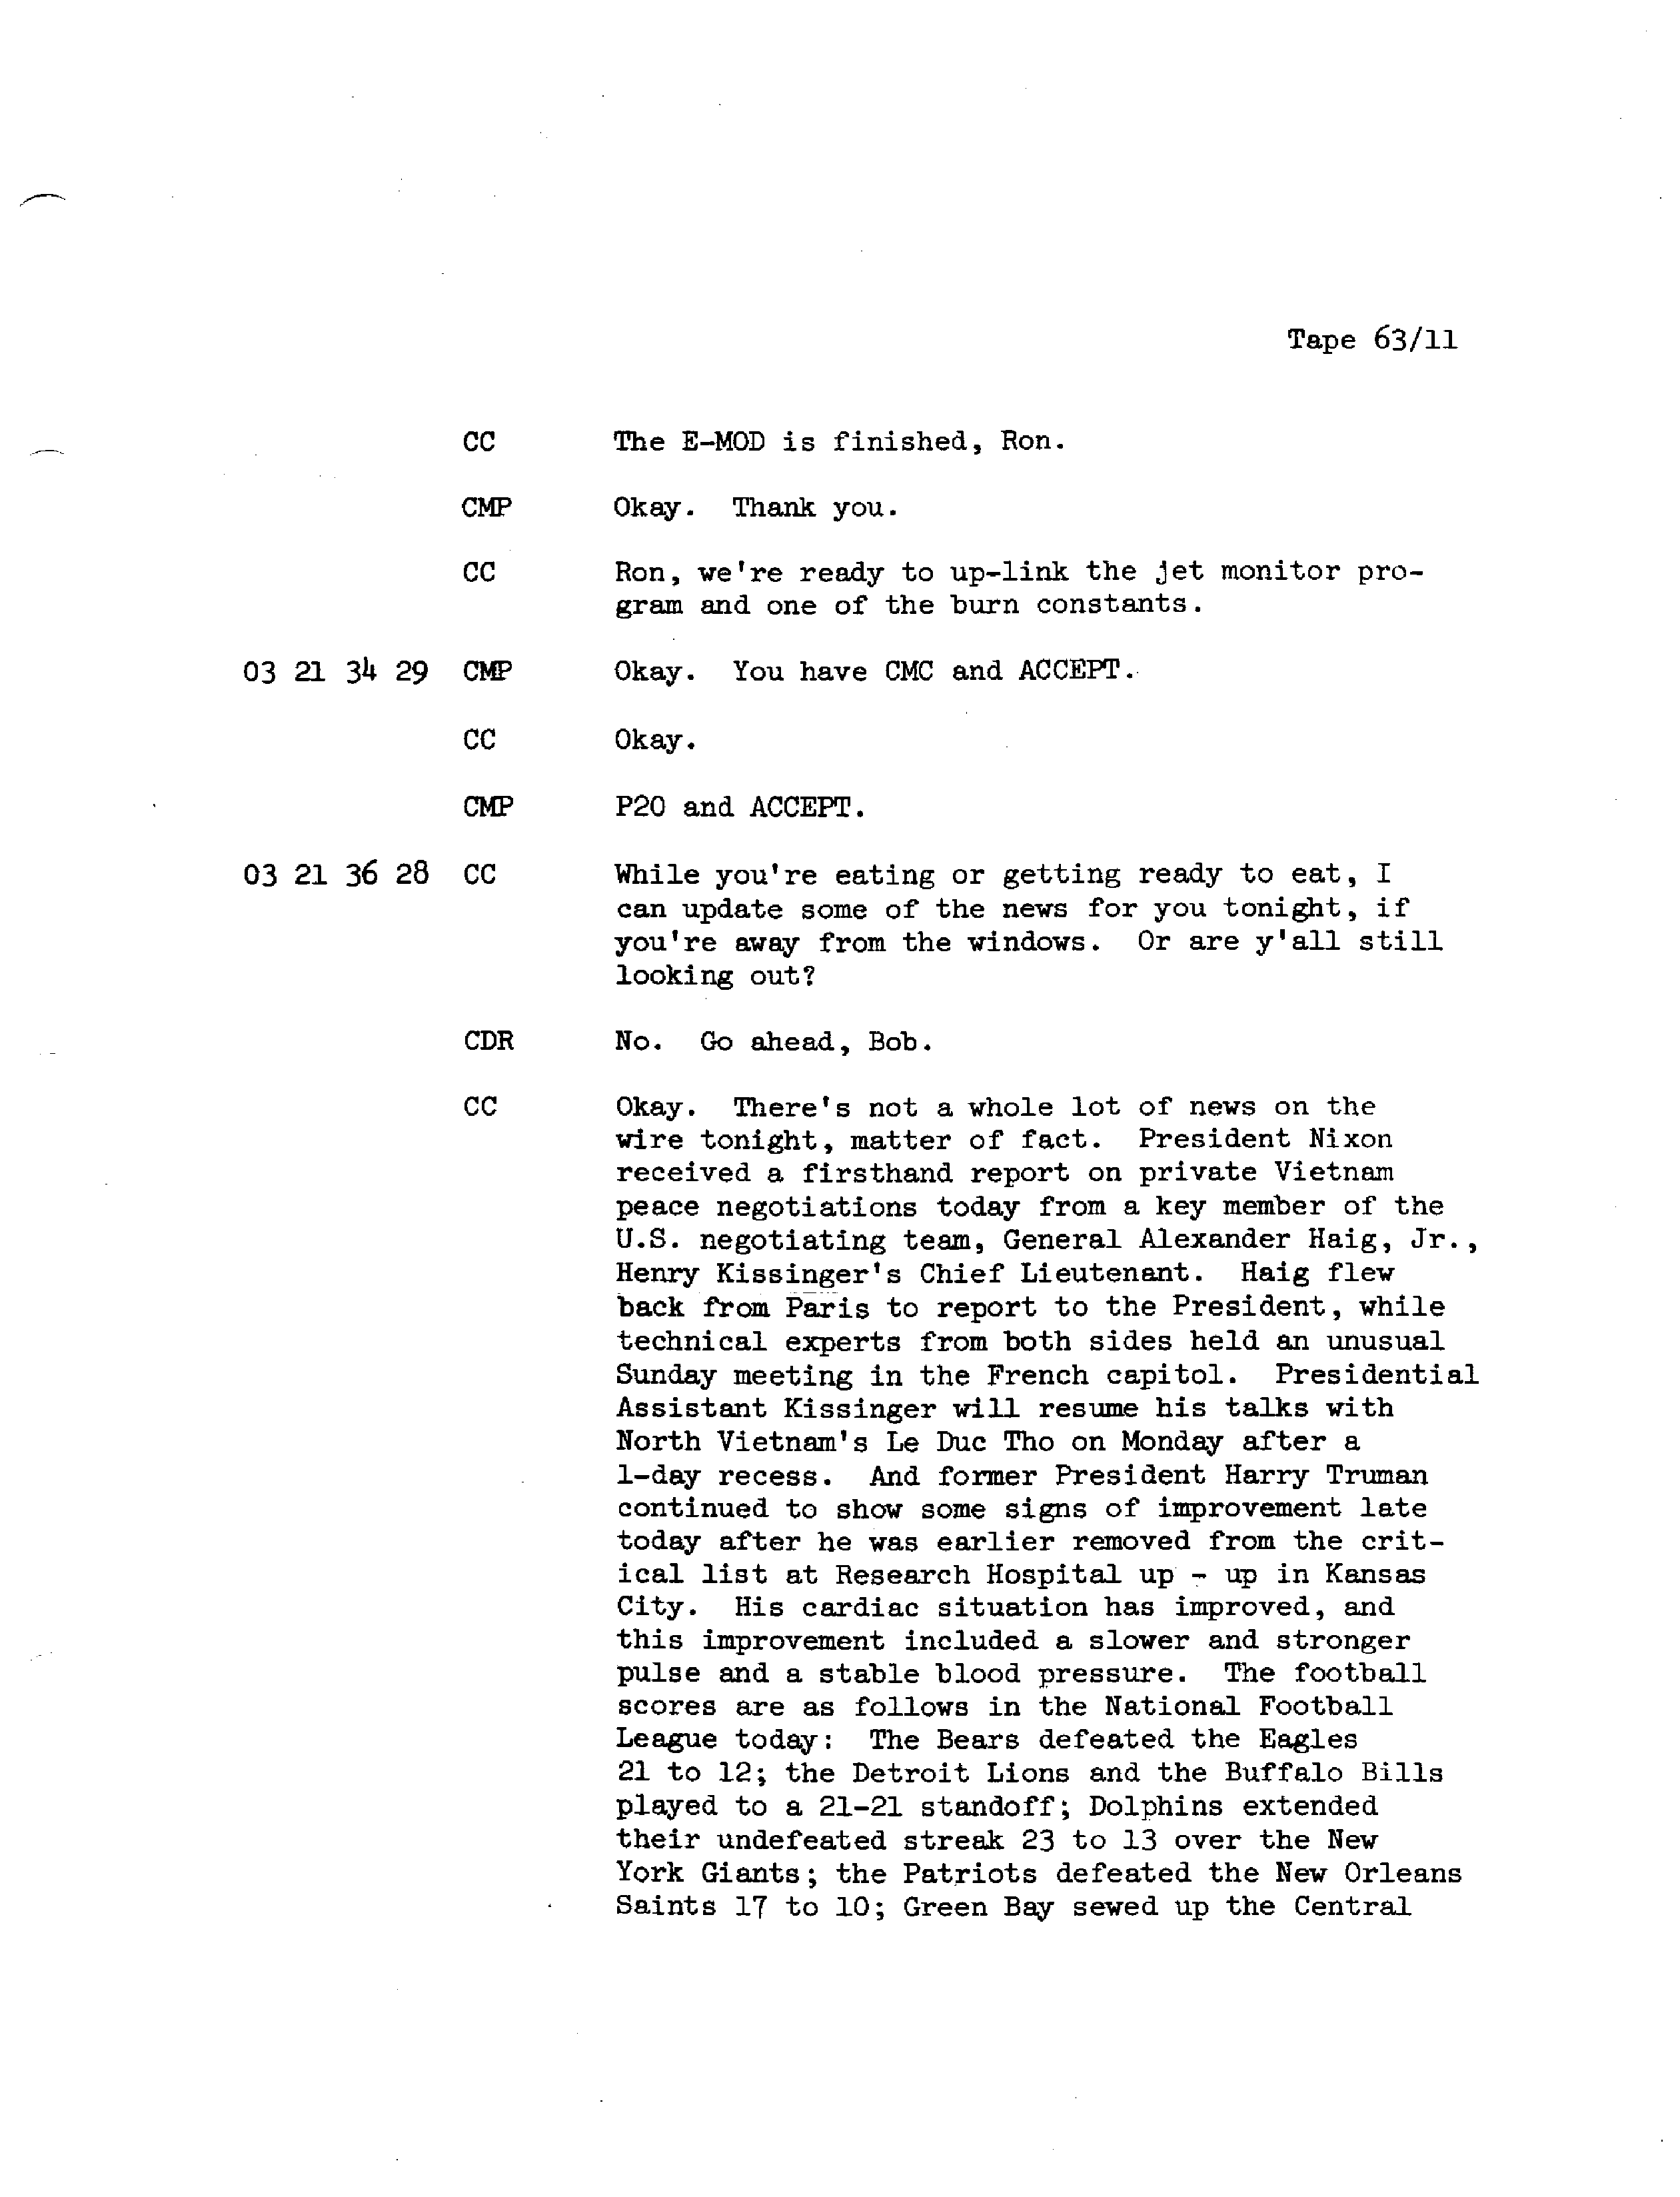 Tape 63/11
CC The E-MOD is finished, Ron.
CMP Okay. Thank you.
CC Ron, we're ready to up-link the jet monitor pro-
gram and one of the burn constants.
03 21 34 29 CMP Okay. You have CMC and ACCEPT.
CC Okay.
CMP P20 and ACCEPT.
03 21 36 28 CC While you're eating or getting ready to eat, I
can update some of the news for you tonight, if
you're away from the windows. Or are y'all still
looking out?
CDR No. Go ahead, Bob.
CC Okay. There's not a whole lot of news on the
wire tonight, matter of fact. President Nixon
received a firsthand report on private Vietnam
peace negotiations today from a key member of the
U.S. negotiating team, General Alexander Haig, Jr.,
Henry Kissinger's Chief Lieutenant. Haig flew
back from Paris to report to the President, while
technical experts from both sides held an unusual
Sunday meeting in the French capitol. Presidential
Assistant Kissinger will resume his talks with
North Vietnam's Le Duc Tho on Monday after a
1-day recess. And former President Harry Truman
continued to show some signs of improvement late
today after he was earlier removed from the crit-
ical list at Research Hospital up - up in Kansas
City. His cardiac situation has improved, and
this improvement included a slower and stronger
pulse and a stable blood pressure. The football
scores are as follows in the National Football
League today: The Bears defeated the Eagles
21 to 12; the Detroit Lions and the Buffalo Bills
played to a 21-21 standoff; Dolphins extended
their undefeated streak 23 to 13 over the New
York Giants; the Patriots defeated the New Orleans
Saints 17 to 10; Green Bay sewed up the Central